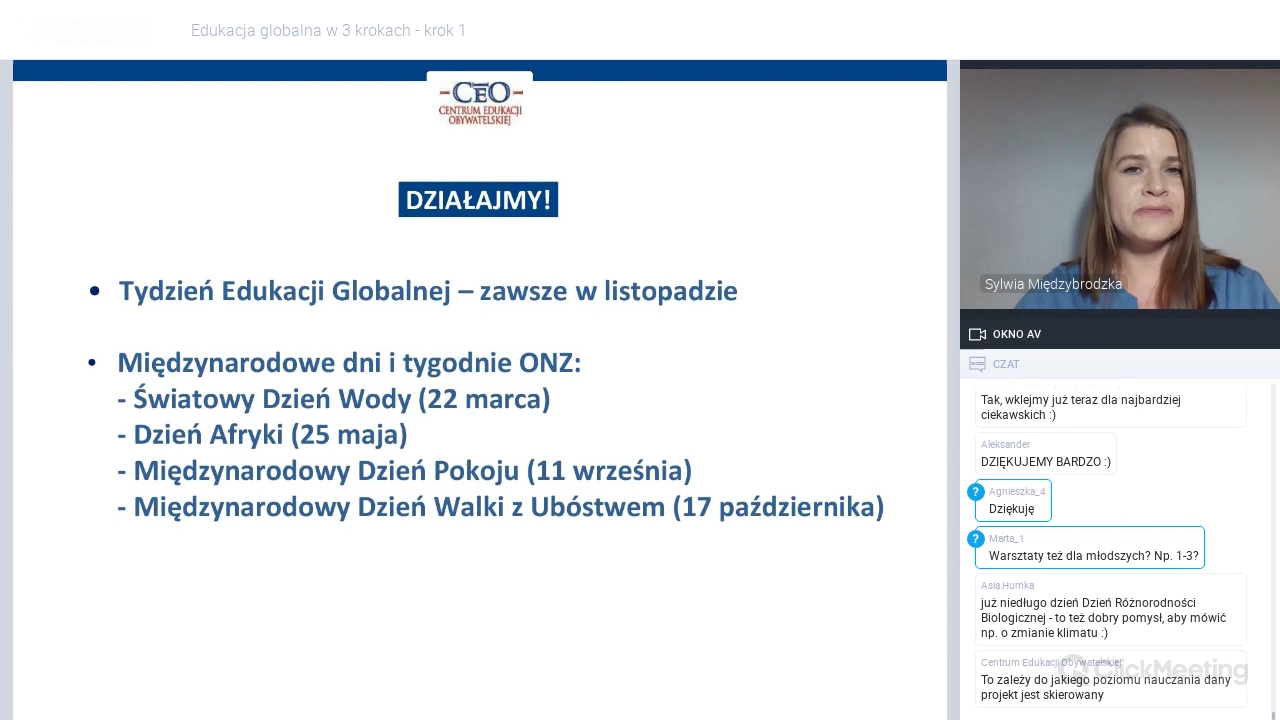 Edukacja globalna w 3 krokach - krok 1
CEO
CENTRUM EDUKACJI
OBYWATELSKIEJ
DZIAŁAJMY!
• Tydzień Edukacji Globalnej – zawsze w listopadzie
• Międzynarodowe dni i tygodnie ONZ:
- Światowy Dzień Wody (22 marca)
- Dzień Afryki (25 maja)
- Międzynarodowy Dzień Pokoju (11 września)
- Międzynarodowy Dzień Walki z Ubóstwem (17 października)
Sylwia Międzybrodzka
OKNO AV
CZAT
Tak, wklejmy już teraz dla najbardziej
ciekawskich :)
Aleksander
DZIĘKUJEMY BARDZO :)
? Agnieszka_4
Dziękuję
? Marta_1
Warsztaty też dla młodszych? Np. 1-3?
Asia Humka
już niedługo dzień Dzień Różnorodności
Biologicznej - to też dobry pomysł, aby mówić
np. o zmianie klimatu :)
Centrum Edukacji Obywatelskiej
ClickMeeting
To zależy do jakiego poziomu nauczania dany
projekt jest skierowany